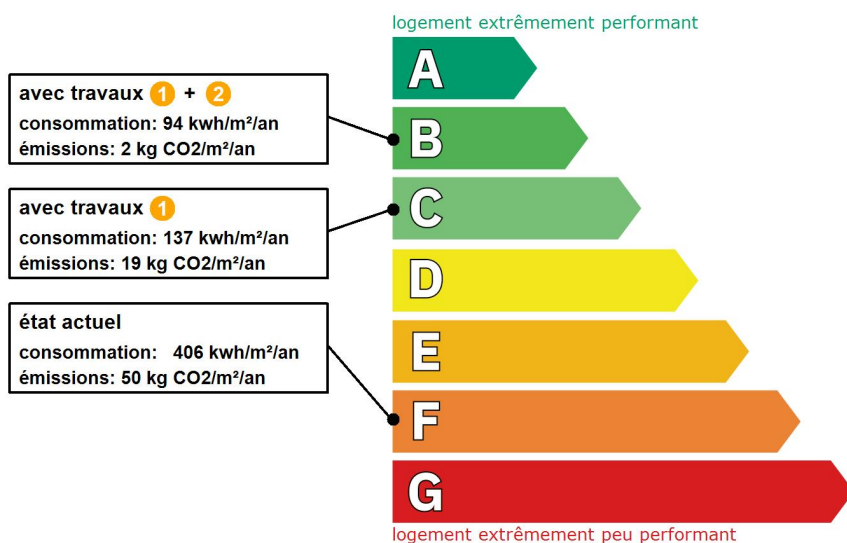 logement extrêmement performant
A
avec travaux 1 + 2
consommation: 94 kwh/m²/an
émissions: 2 kg CO2/m²/an
B
avec travaux 1
consommation: 137 kwh/m²/an
émissions: 19 kg CO2/m²/an
C
D
état actuel
consommation: 406 kwh/m²/an
émissions: 50 kg CO2/m²/an
E
F
G
logement extrêmement peu performant